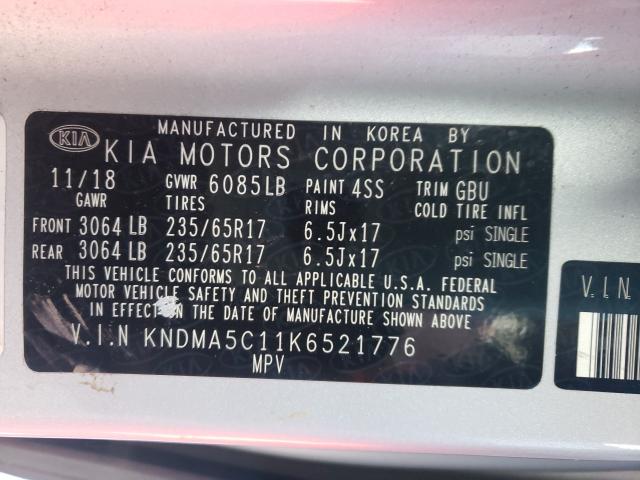 KIA
MANUFACTURED IN KOREA BY
KIA MOTORS CORPORATION
11/18 GVWR 6085LB PAINT 4SS TRIM GBU
GAWR TIRES RIMS COLD TIRE INFL
FRONT 3064 LB 235/65R17 6.5Jx17 psi SINGLE
REAR 3064 LB 235/65R17 6.5Jx17 psi SINGLE
THIS VEHICLE CONFORMS TO ALL APPLICABLE U.S.A. FEDERAL
MOTOR VEHICLE SAFETY AND THEFT PREVENTION STANDARDS
IN EFFECT ON THE DATE OF MANUFACTURE SHOWN ABOVE
V.I.N KNDMA5C11K6521776
MPV
V.I.N